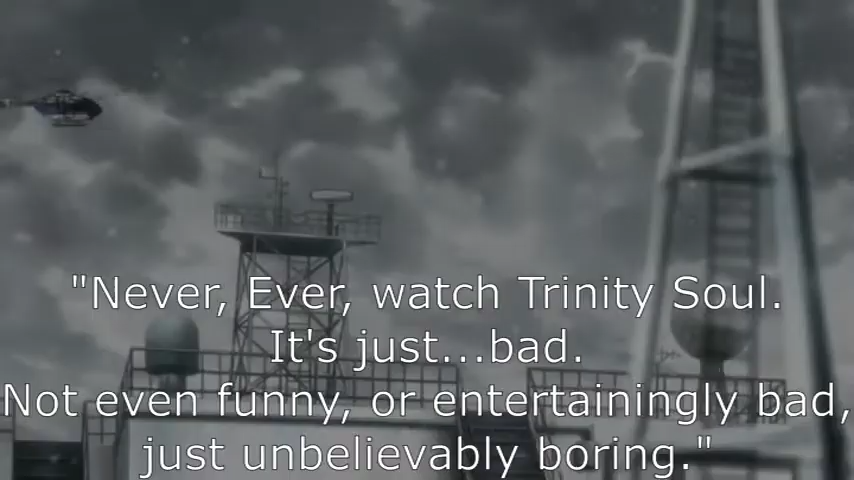 "Never, Ever, watch Trinity Soul.
It's just...bad.
Not even funny, or entertainingly bad,
just unbelievably boring."